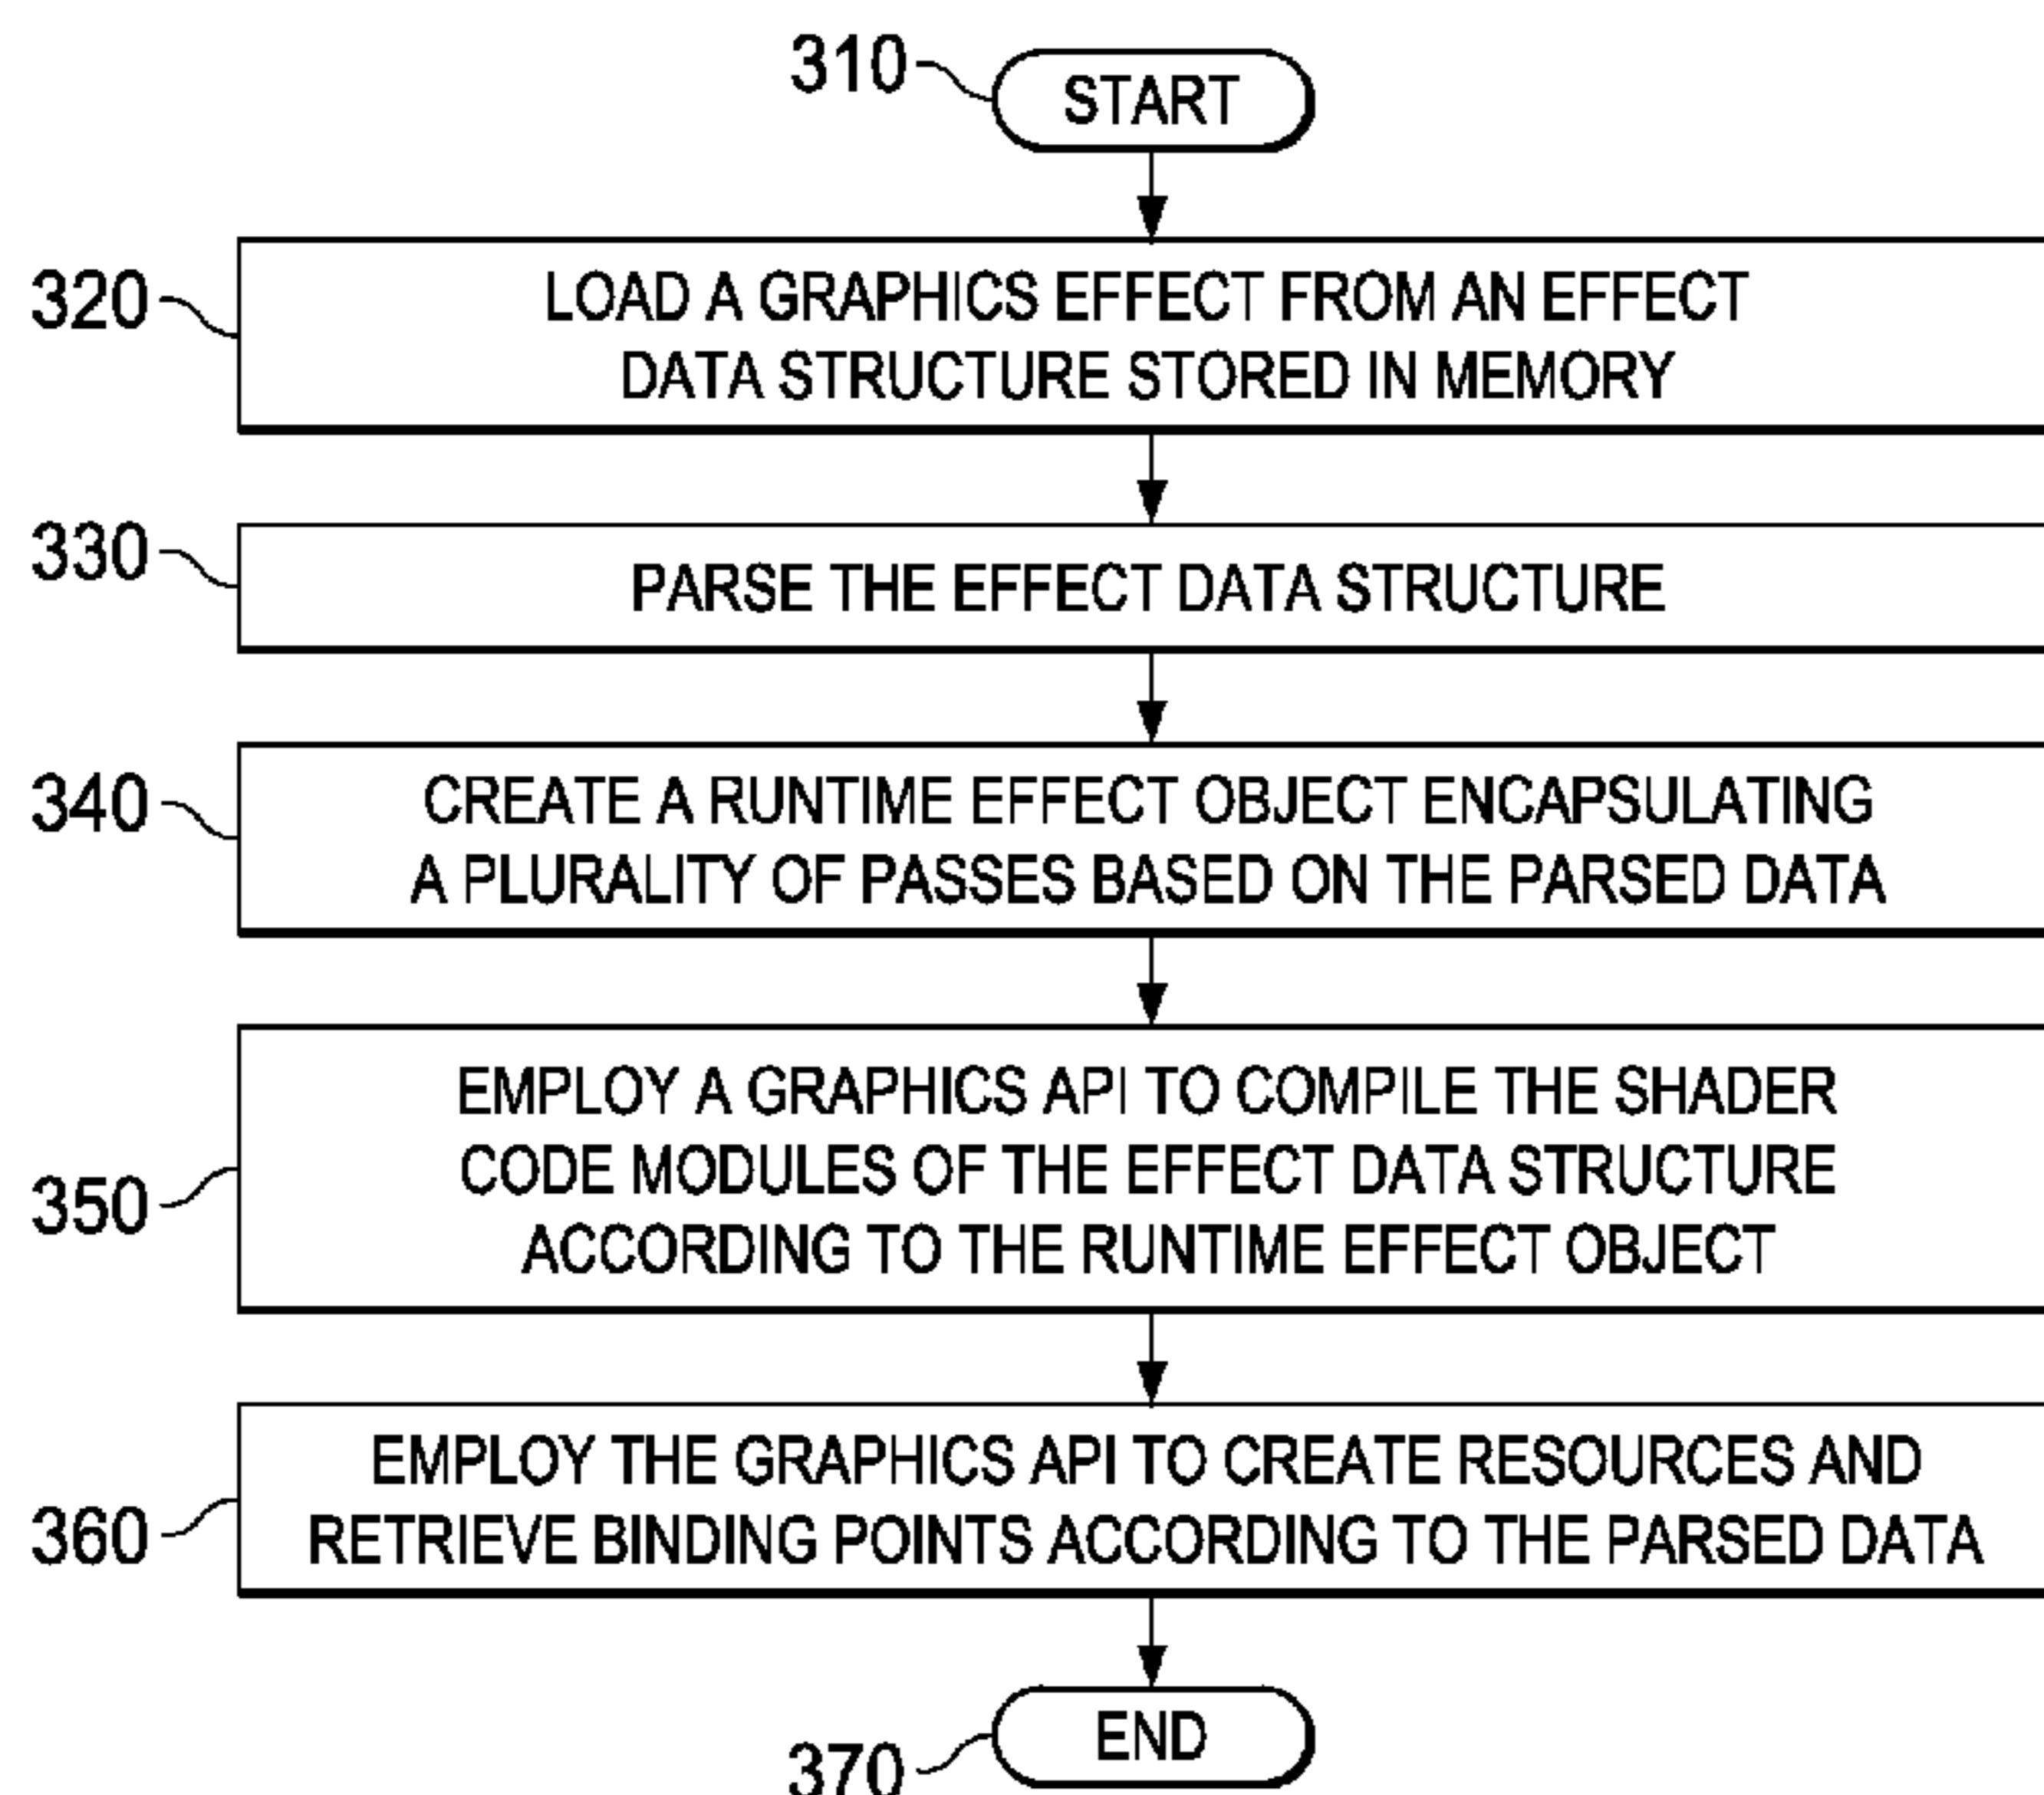 310
START
320
LOAD A GRAPHICS EFFECT FROM AN EFFECT
DATA STRUCTURE STORED IN MEMORY
330
PARSE THE EFFECT DATA STRUCTURE
340
CREATE A RUNTIME EFFECT OBJECT ENCAPSULATING
A PLURALITY OF PASSES BASED ON THE PARSED DATA
350
EMPLOY A GRAPHICS API TO COMPILE THE SHADER
CODE MODULES OF THE EFFECT DATA STRUCTURE
ACCORDING TO THE RUNTIME EFFECT OBJECT
360
EMPLOY THE GRAPHICS API TO CREATE RESOURCES AND
RETRIEVE BINDING POINTS ACCORDING TO THE PARSED DATA
370
END